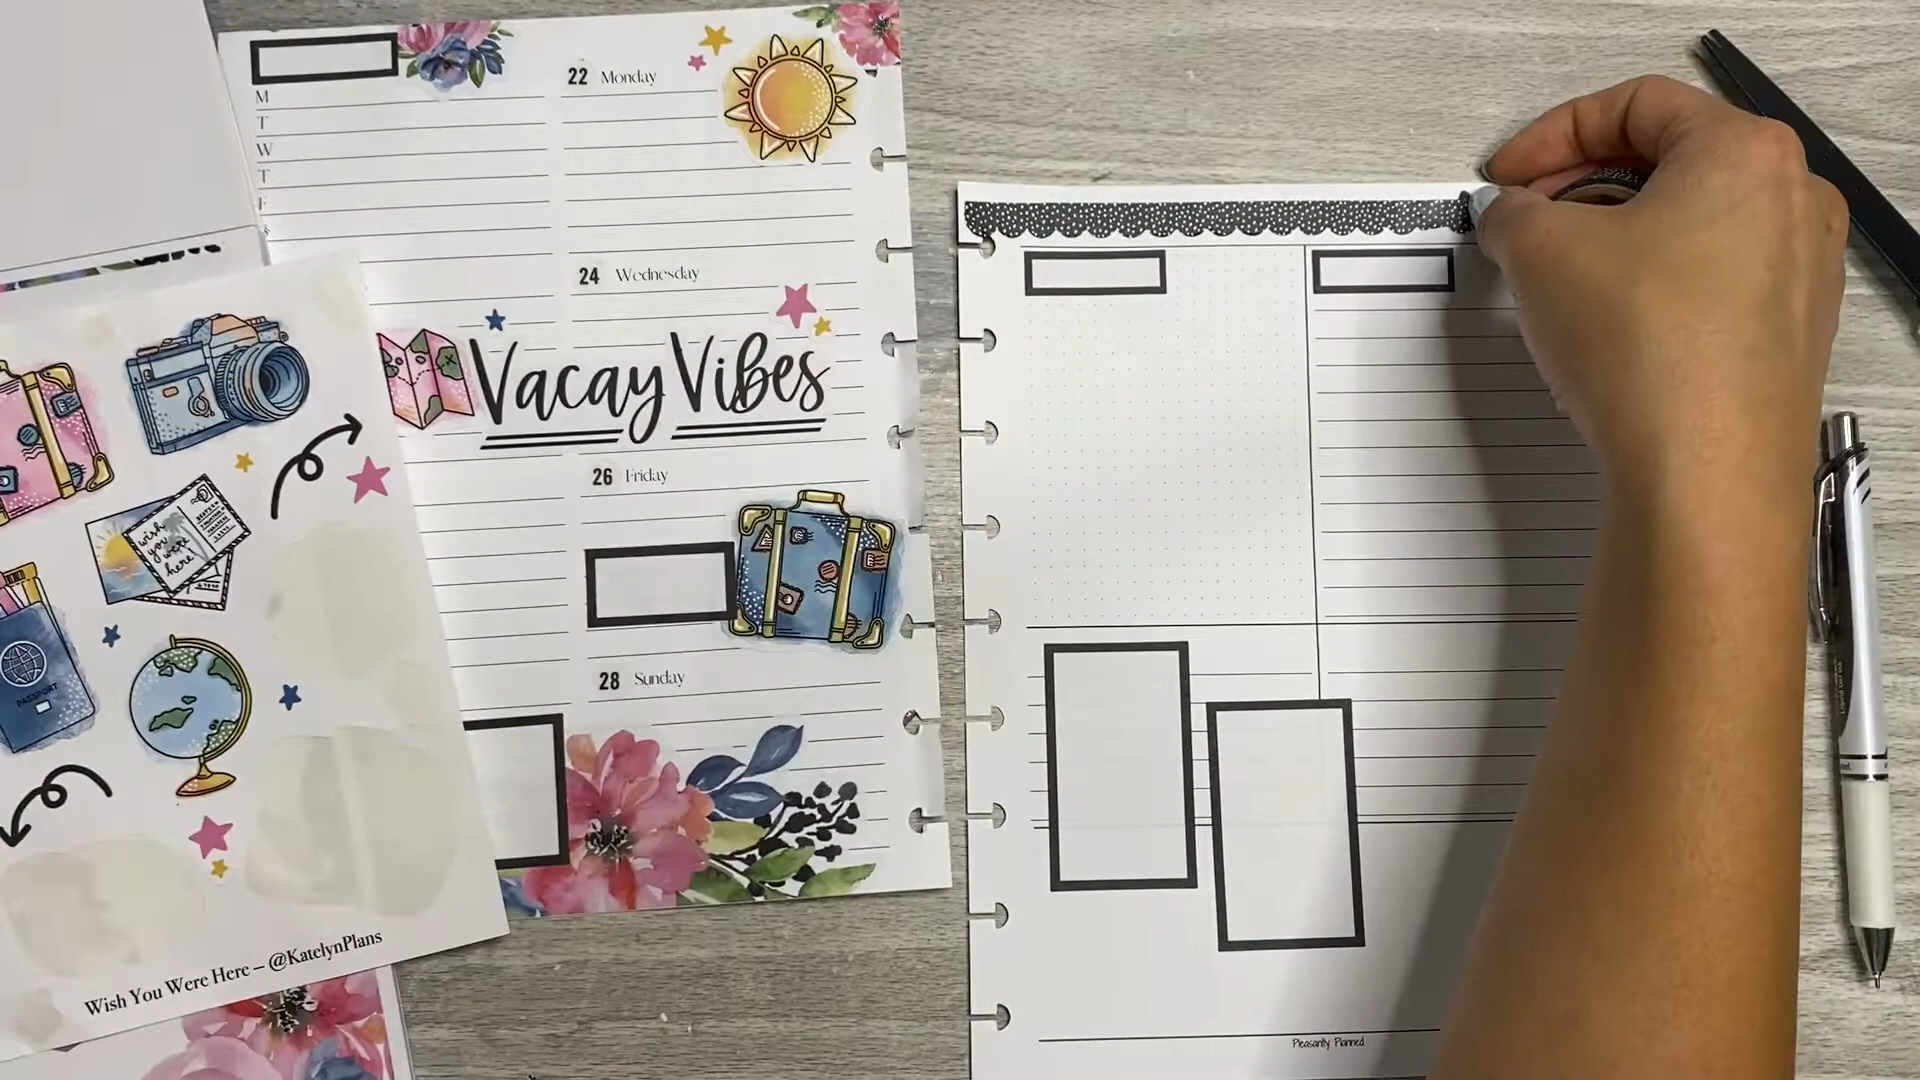 22 Monday
M
T
W
T
F
24 Wednesday
Vacay Vibes
26 Friday
wish
you
were
here!
PASSPORT
28 Sunday
Wish You Were Here – @KatelynPlans
Pleasantly Planned